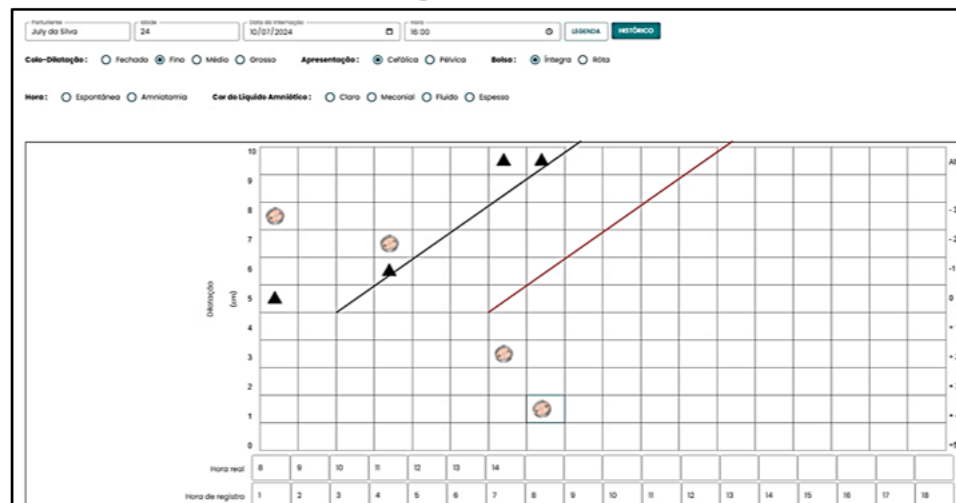 Parturiente Idade Data da Internação Hora
July da Silva 24 10/07/2024 16:00 LEGENDA HISTÓRICO
Colo-Dilatação: Fechado Fino Médio Grosso Apresentação: Cefálica Pélvica Bolsa: Íntegra Rôta
Hora: Espontânea Amniotomia Cor do Líquido Amniótico: Claro Meconial Fluido Espesso
10
9
8
7
6
5
4
3
2
1
0
Dilatação
(cm)
-3
-2
-1
0
Hora real 8 9 10 11 12 13 14
Hora de registro 1 2 3 4 5 6 7 8 9 10 11 12 13 14 15 16 17 18